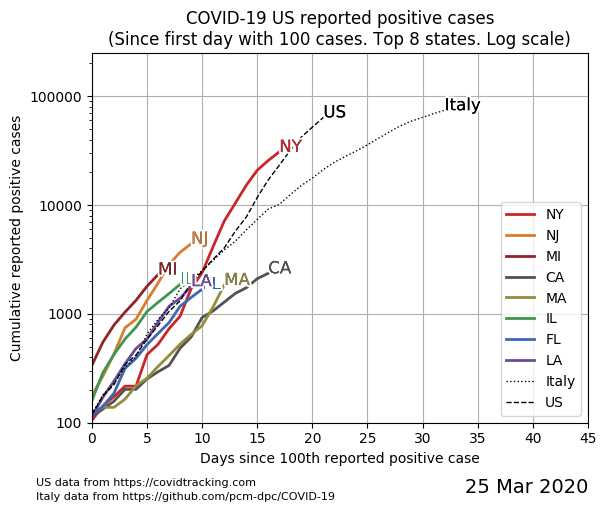 COVID-19 US reported positive cases
(Since first day with 100 cases. Top 8 states. Log scale)
Cumulative reported positive cases
100000
10000
1000
100
US
Italy
NY
NJ
MI
IL
LA
FL
MA
CA
NY
NJ
MI
CA
MA
IL
FL
LA
Italy
US
0 5 10 15 20 25 30 35 40 45
Days since 100th reported positive case
US data from https://covidtracking.com
Italy data from https://github.com/pcm-dpc/COVID-19
25 Mar 2020